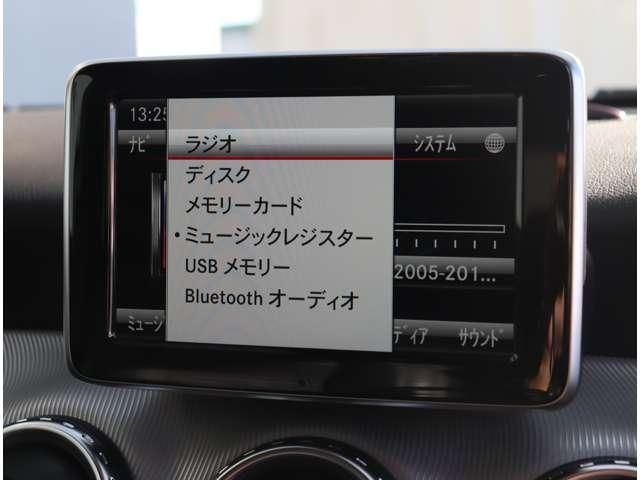 13:25
ナビ
システム
ラジオ
ディスク
メモリーカード
• ミュージックレジスター
USB メモリー
Bluetooth オーディオ
2005-201...
ミュージ
ディア
サウンド